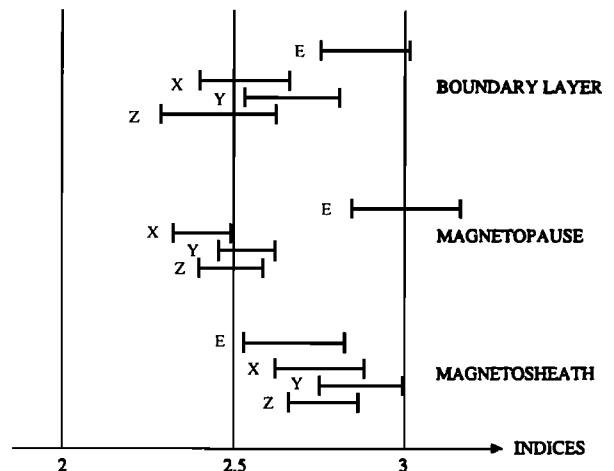 E
X
BOUNDARY LAYER
Y
Z
E
X
MAGNETOPAUSE
Y
Z
E
X
MAGNETOSHEATH
Y
Z
INDICES
2 2.5 3